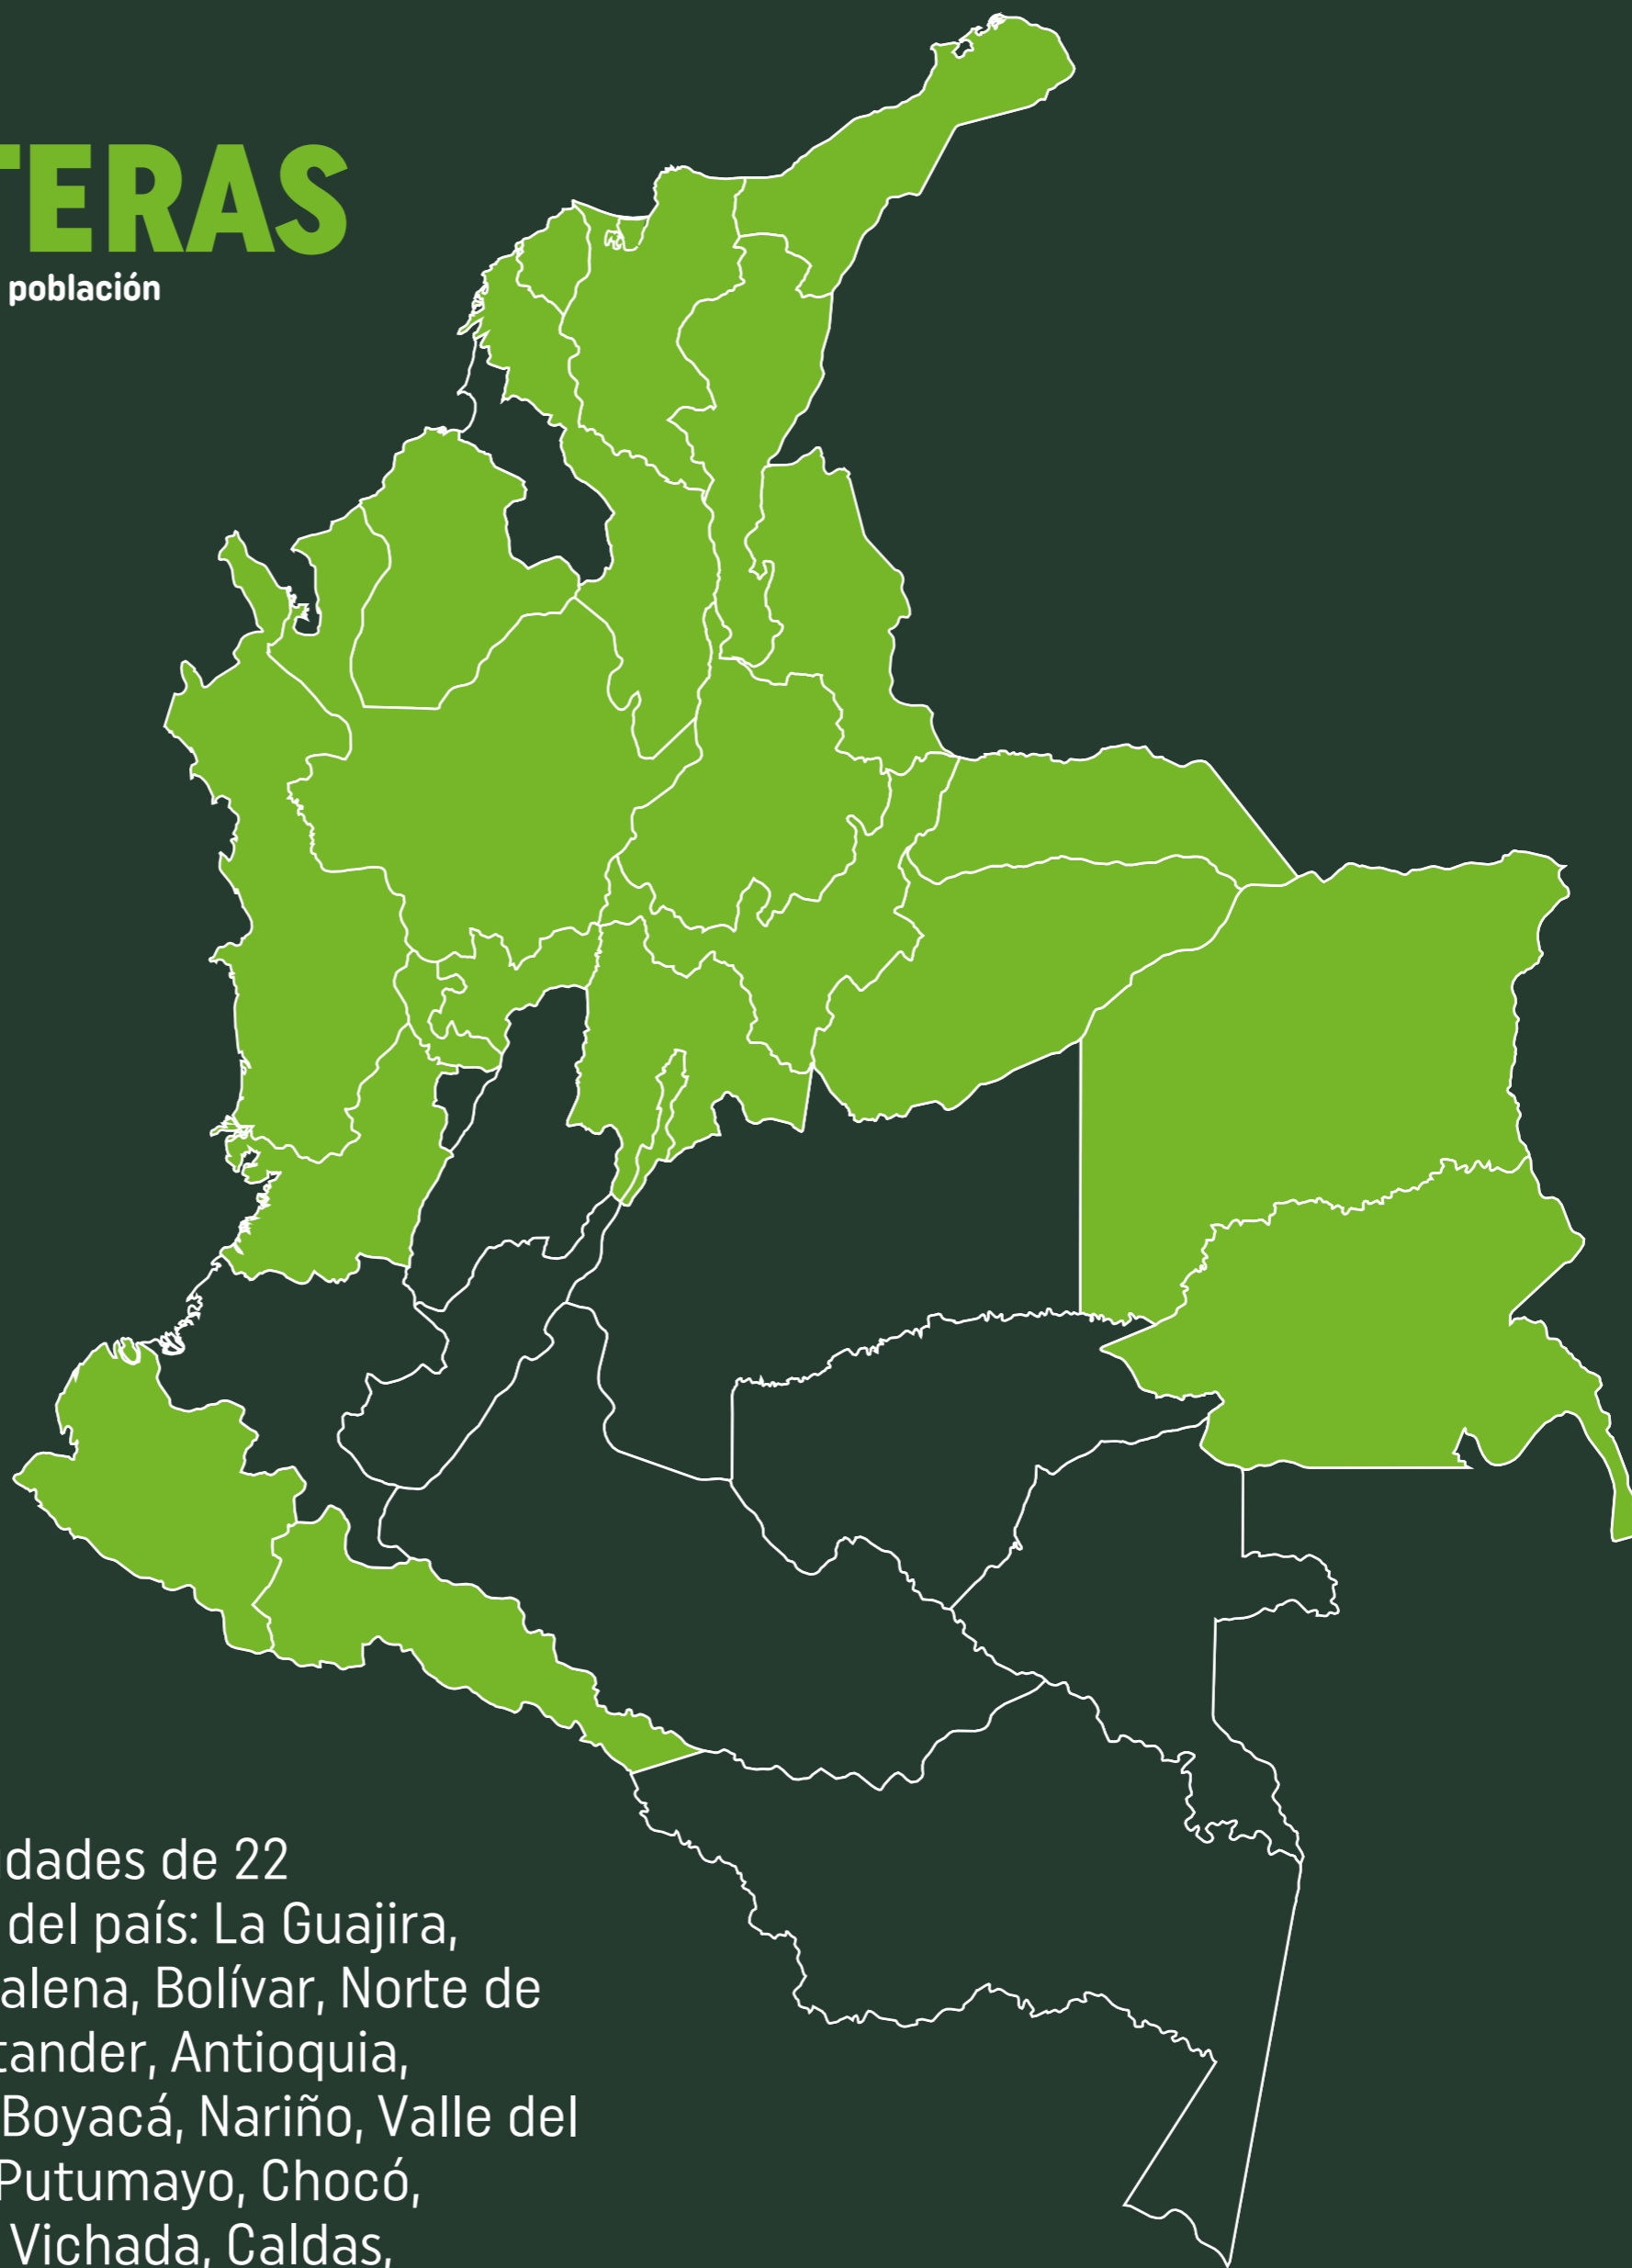 TERAS
población
dades de 22
del país: La Guajira,
alena, Bolívar, Norte de
tander, Antioquia,
Boyacá, Nariño, Valle del
Putumayo, Chocó,
Vichada, Caldas,